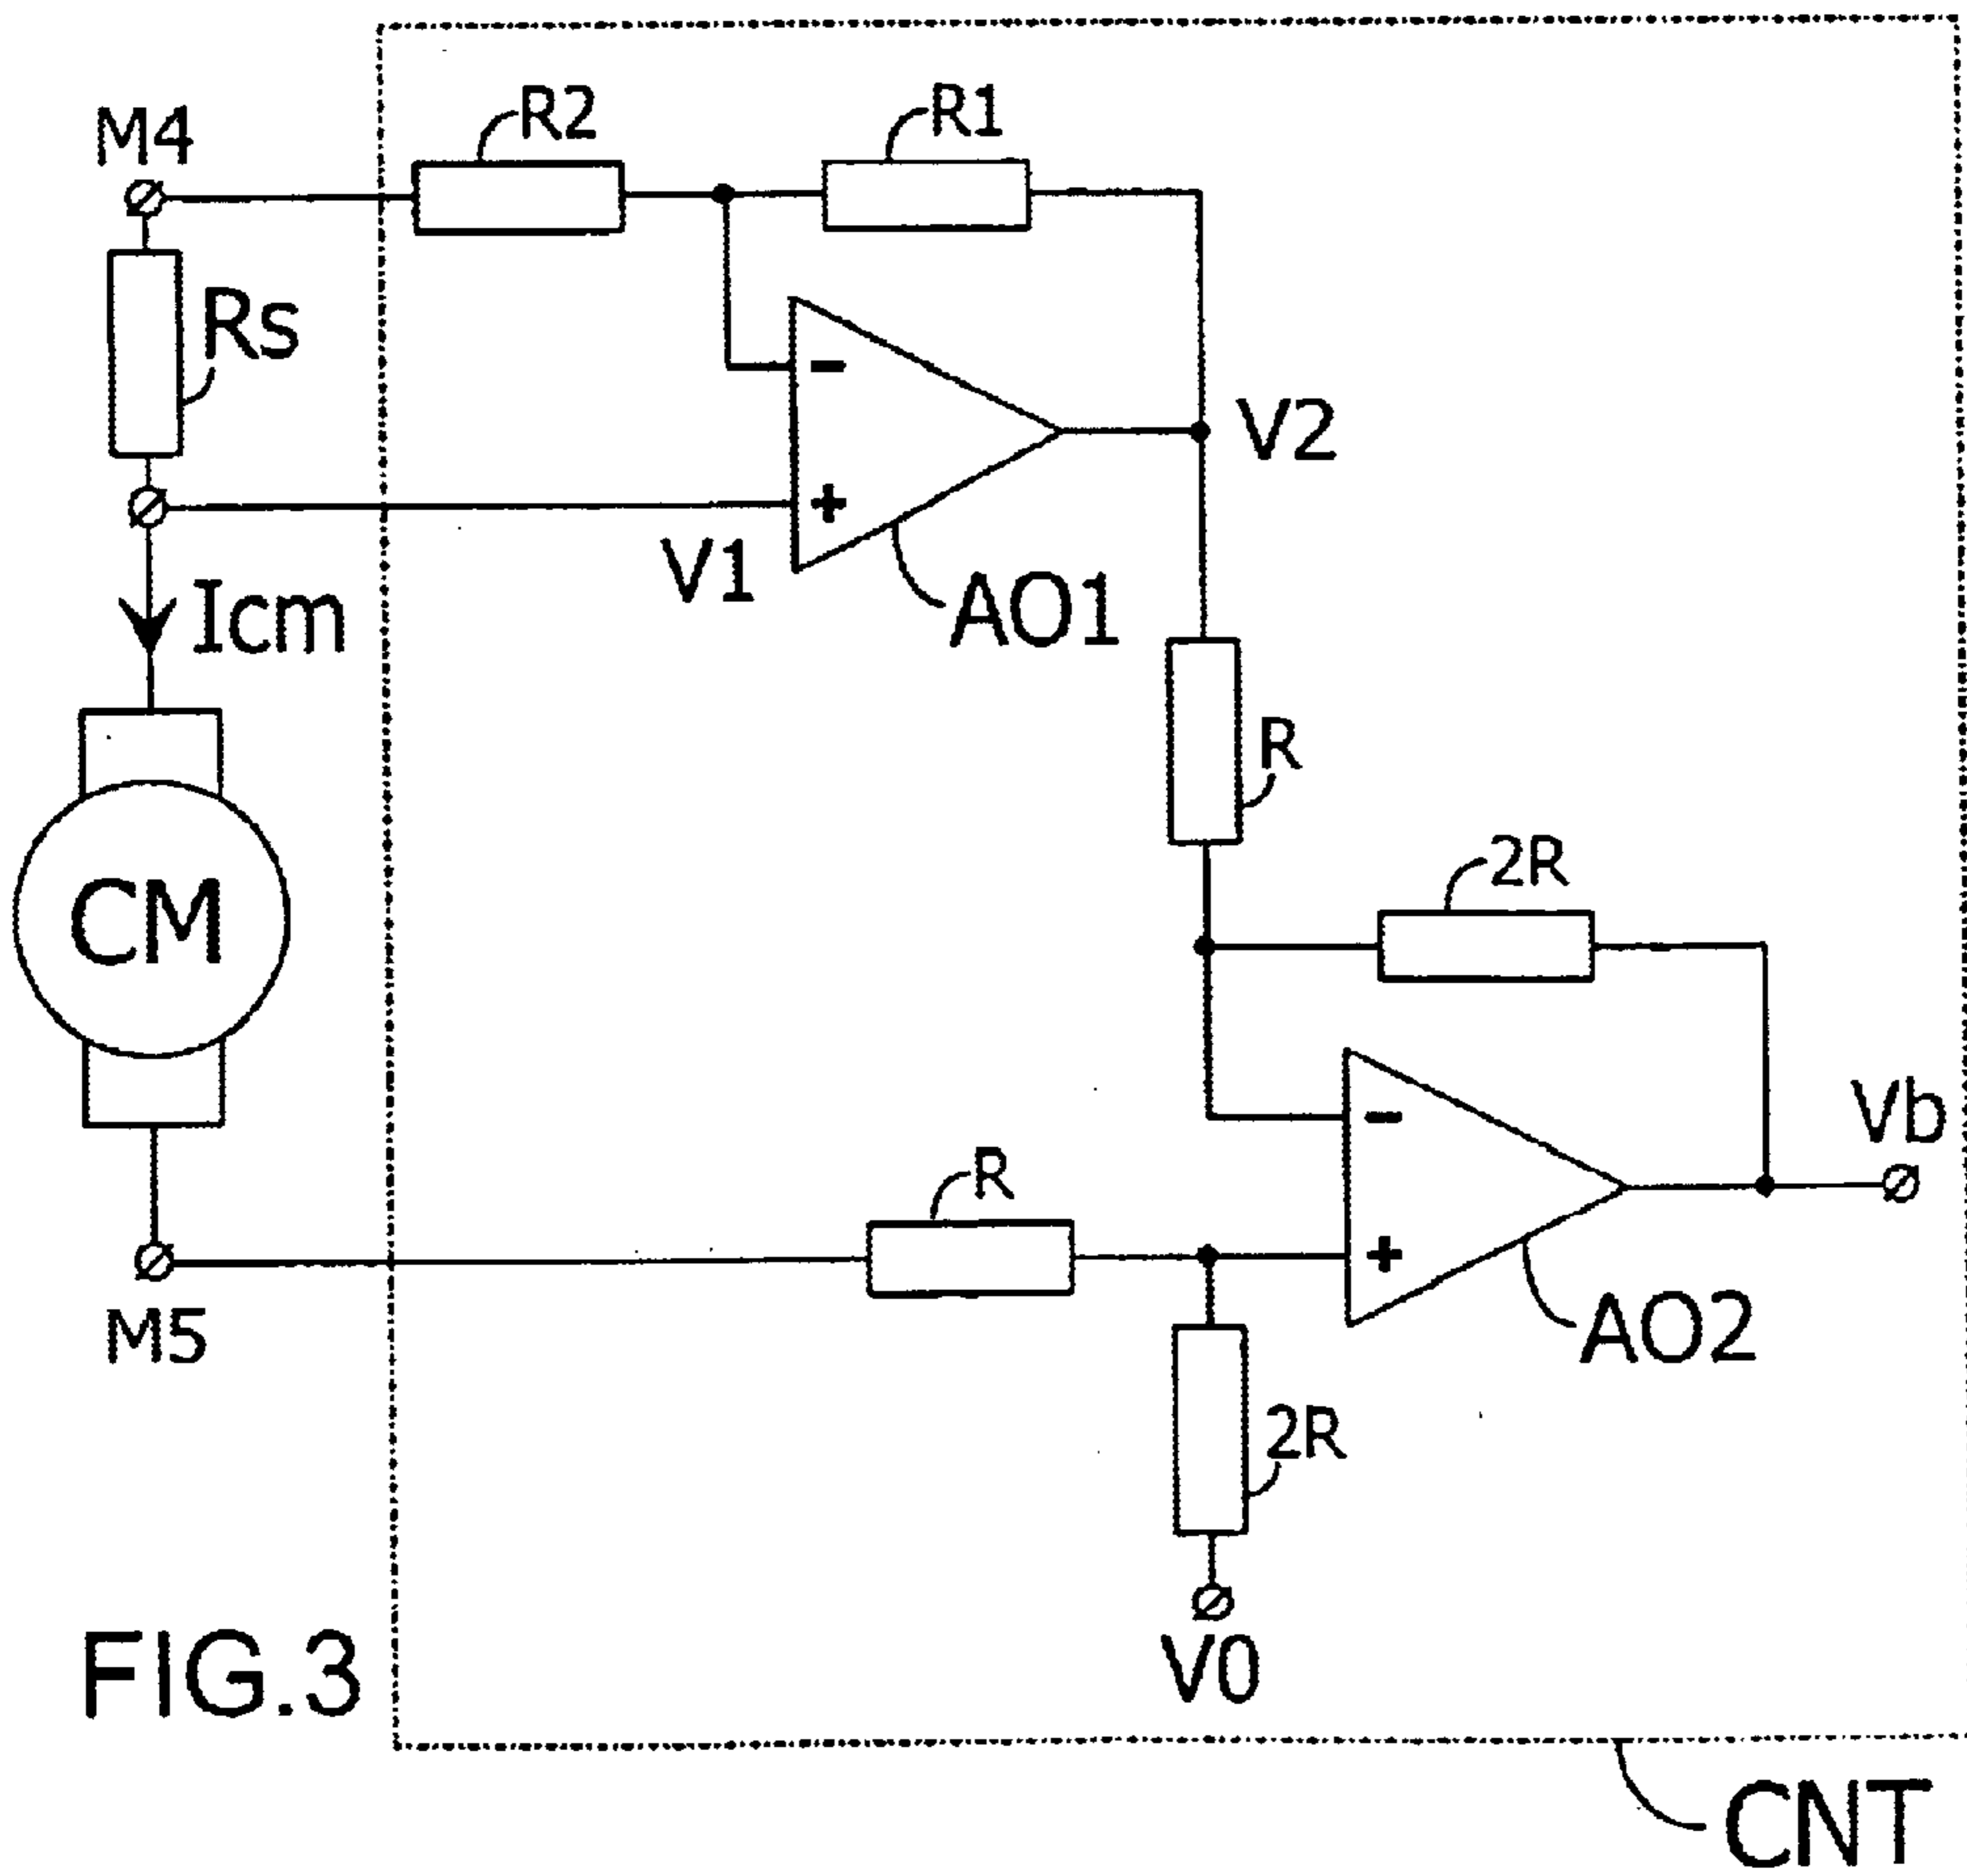 R2
R1
M4
Rs
-
V2
+
V1
AO1
Icm
R
2R
CM
Vb
-
R
+
M5
AO2
2R
V0
FIG.3
CNT